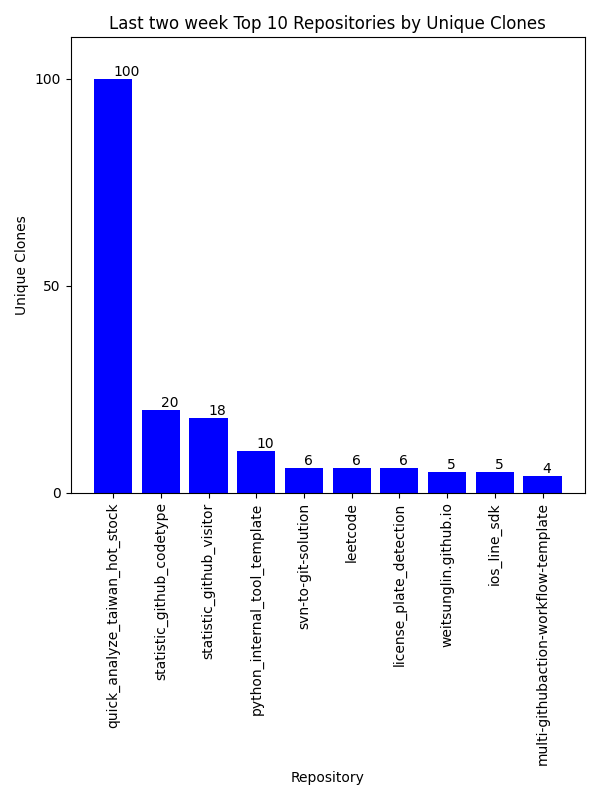 Last two week Top 10 Repositories by Unique Clones
Unique Clones
100
50
0
100
20
18
10
6
6
6
5
5
4
quick_analyze_taiwan_hot_stock
statistic_github_codetype
statistic_github_visitor
python_internal_tool_template
svn-to-git-solution
leetcode
license_plate_detection
weitsunglin.github.io
ios_line_sdk
multi-githubaction-workflow-template
Repository